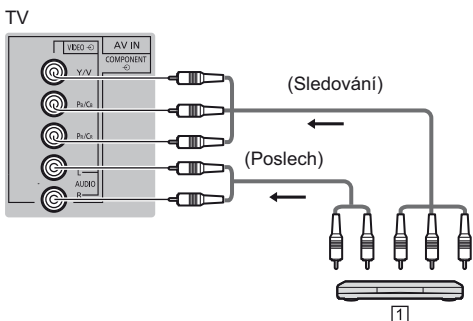 TV
VIDEO
AV IN
COMPONENT
Y/V
PB/CB
PR/CR
L
AUDIO
R
(Sledování)
(Poslech)
1